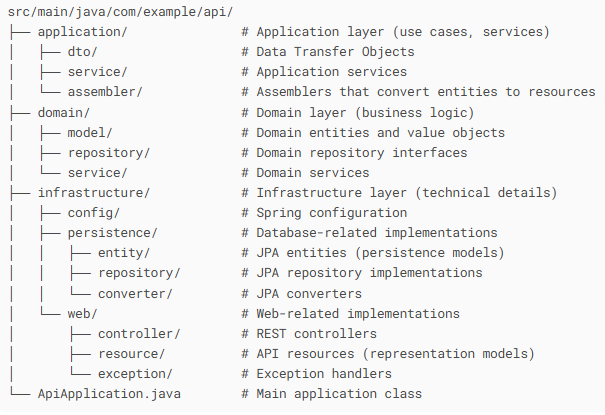 src/main/java/com/example/api/
├── application/ # Application layer (use cases, services)
│ ├── dto/ # Data Transfer Objects
│ ├── service/ # Application services
│ └── assembler/ # Assemblers that convert entities to resources
├── domain/ # Domain layer (business logic)
│ ├── model/ # Domain entities and value objects
│ ├── repository/ # Domain repository interfaces
│ └── service/ # Domain services
├── infrastructure/ # Infrastructure layer (technical details)
│ ├── config/ # Spring configuration
│ ├── persistence/ # Database-related implementations
│ │ ├── entity/ # JPA entities (persistence models)
│ │ ├── repository/ # JPA repository implementations
│ │ └── converter/ # JPA converters
│ └── web/ # Web-related implementations
│ ├── controller/ # REST controllers
│ ├── resource/ # API resources (representation models)
│ └── exception/ # Exception handlers
└── ApiApplication.java # Main application class